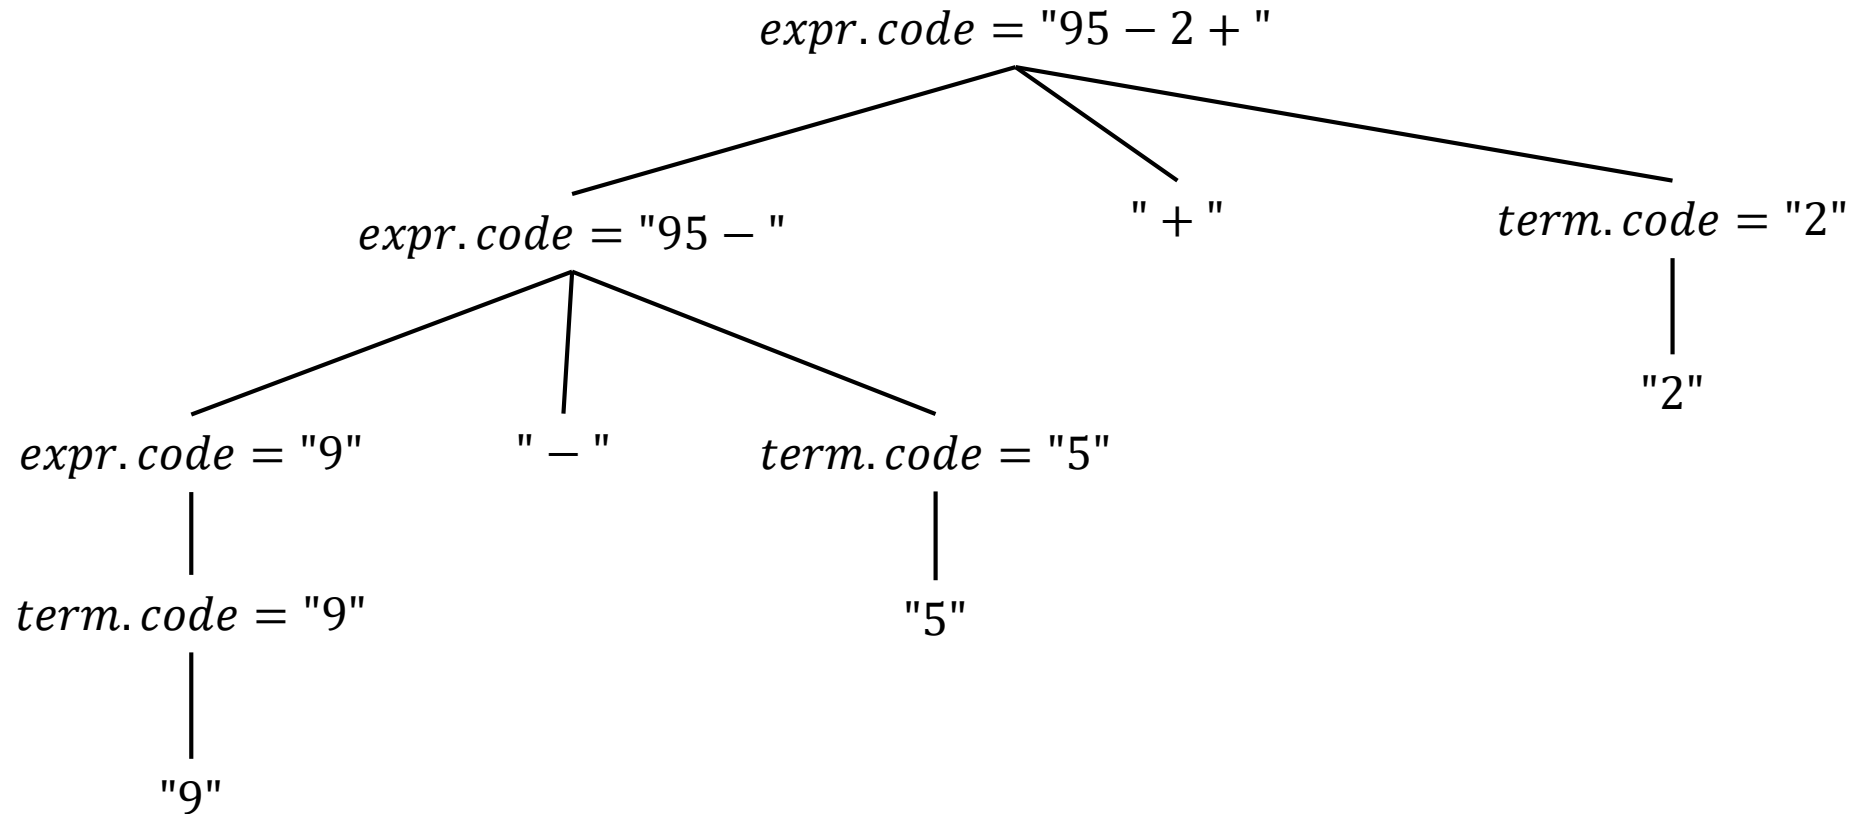 expr.code = "95 − 2 + "
expr.code = "95 − "
" + "
term.code = "2"
"2"
expr.code = "9"
" − "
term.code = "5"
term.code = "9"
"5"
"9"